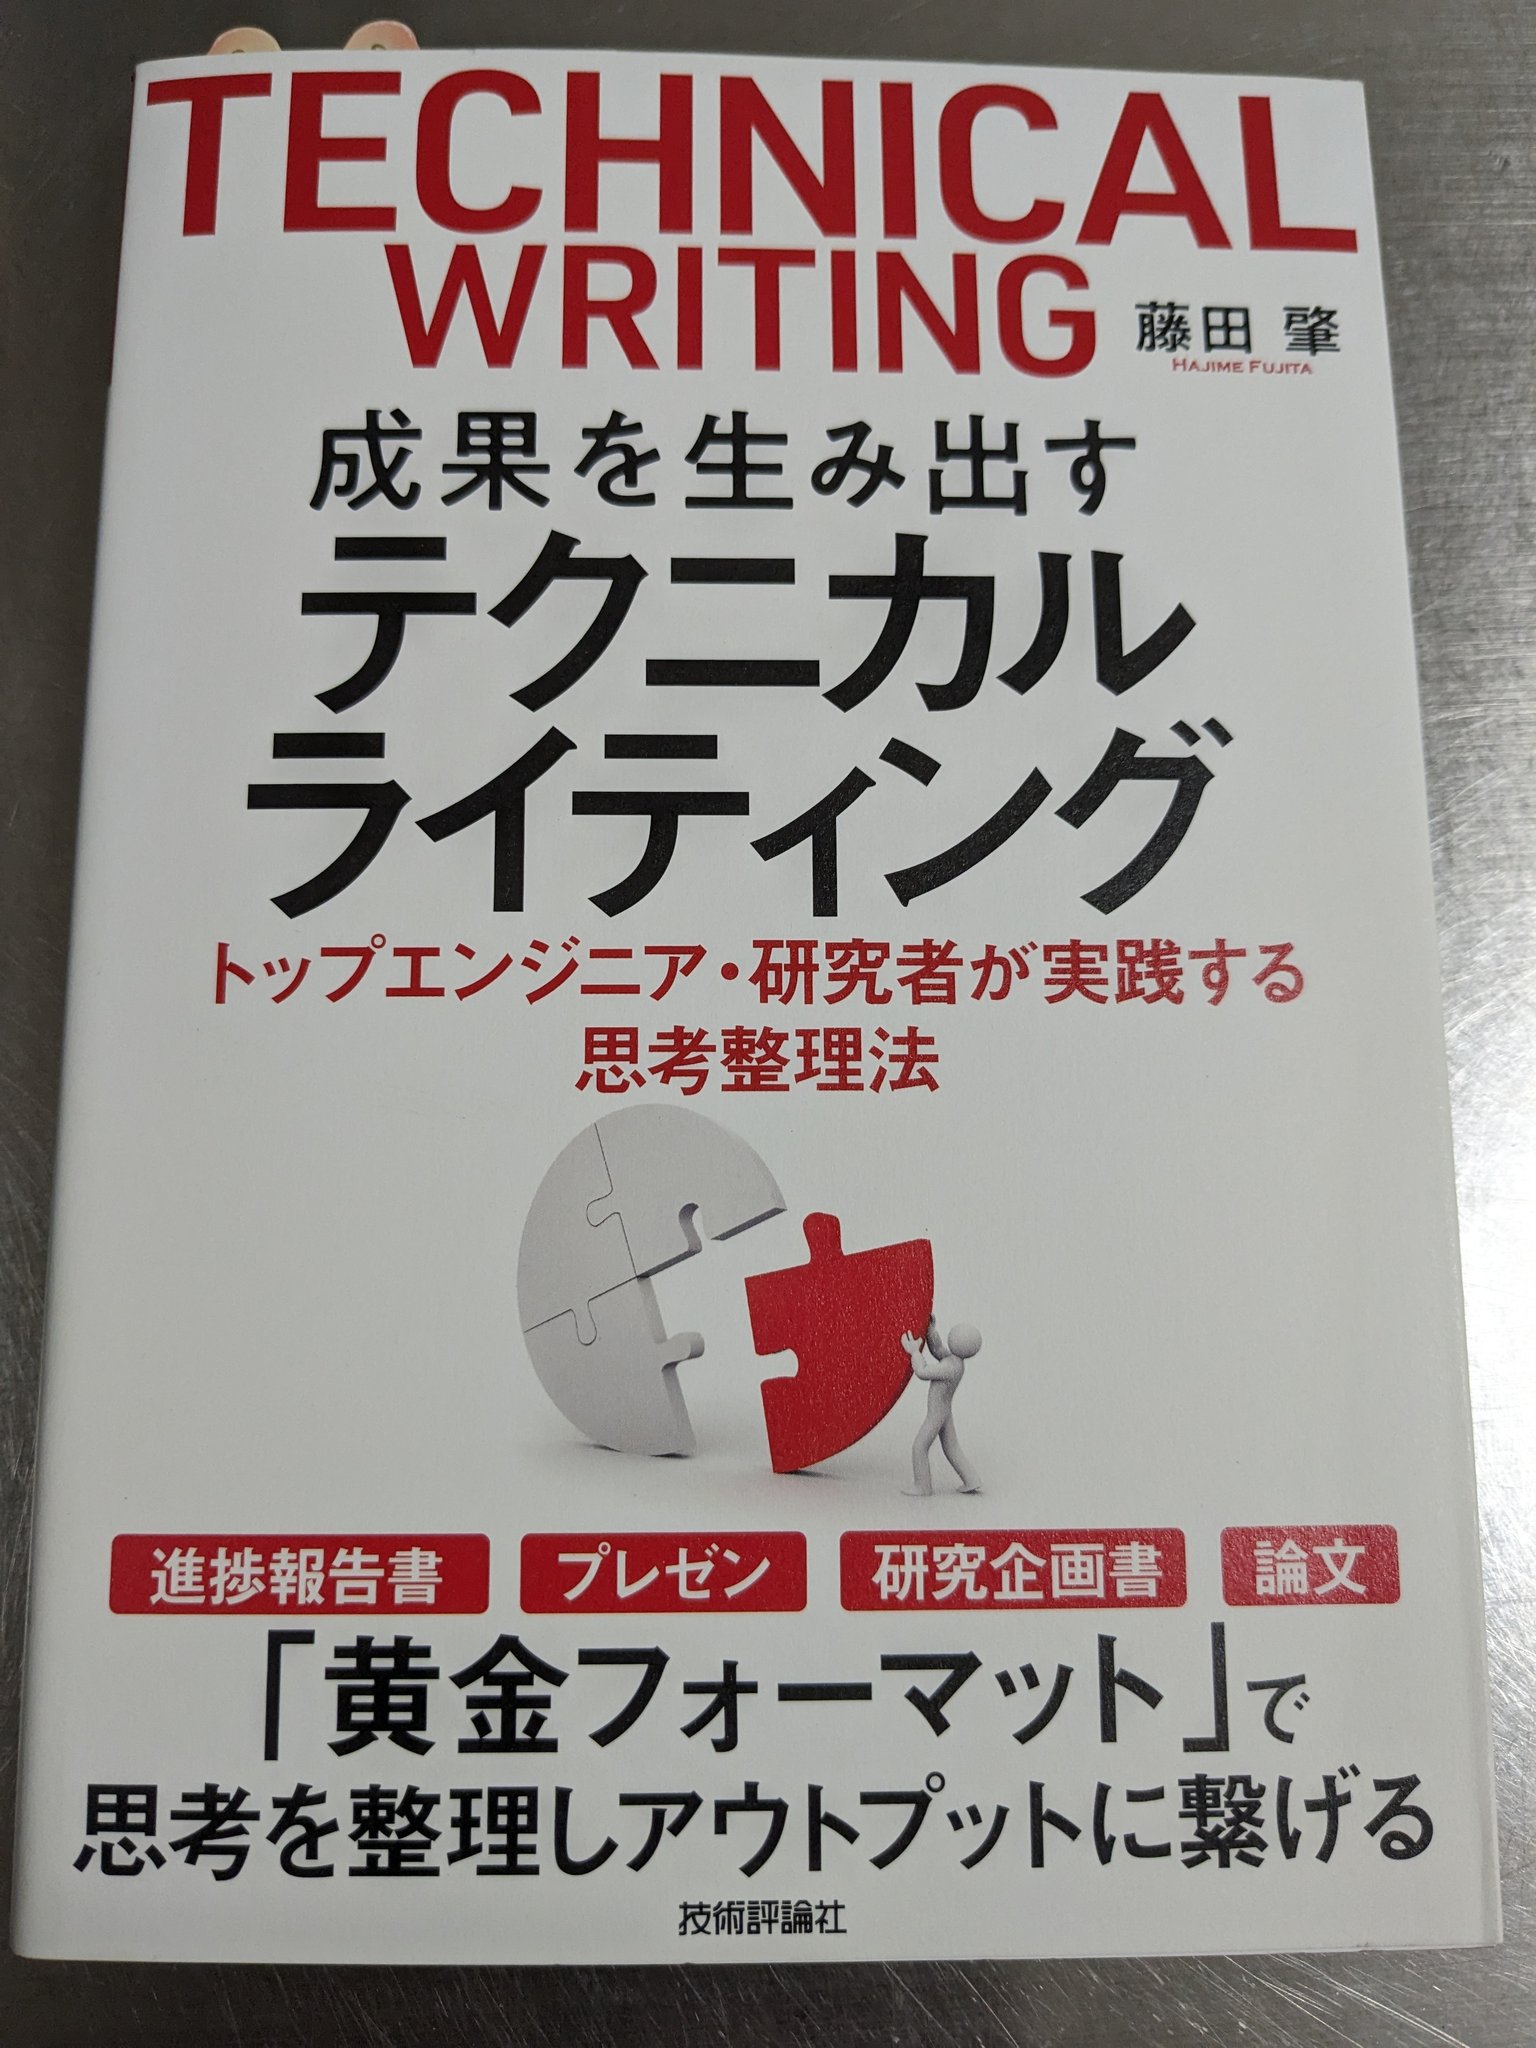 TECHNICAL
WRITING
藤田 肇
HAJIME FUJITA
成果を生み出す
テクニカル
ライティング
トップエンジニア・研究者が実践する
思考整理法
進捗報告書 プレゼン 研究企画書 論文
「黄金フォーマット」で
思考を整理しアウトプットに繋げる
技術評論社